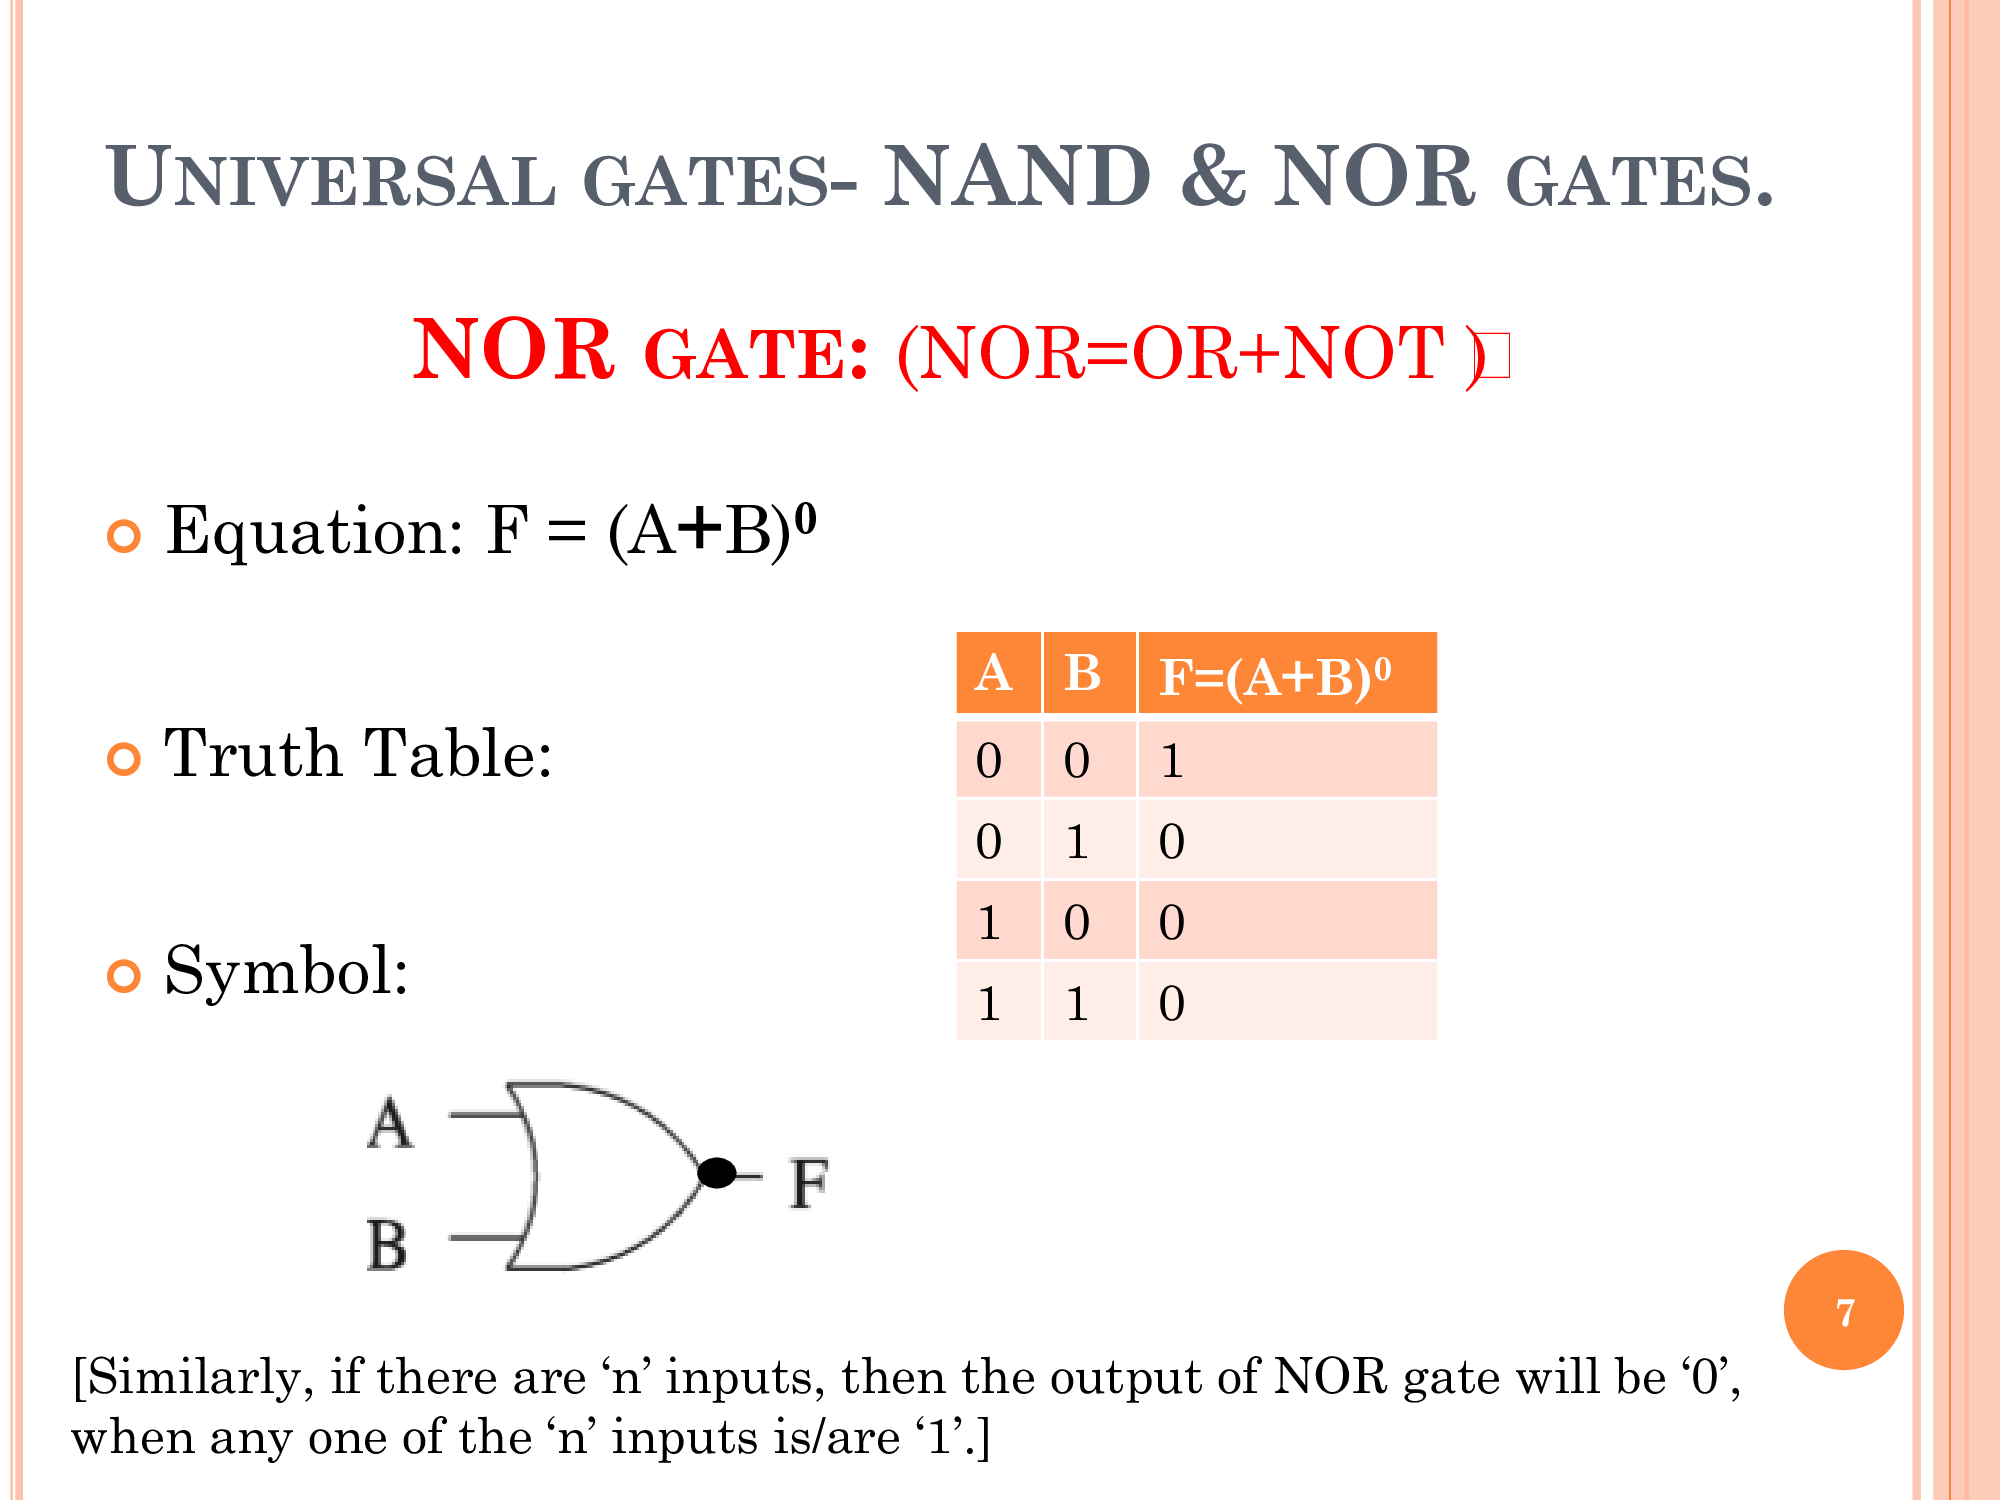 UNIVERSAL GATES- NAND & NOR GATES.
NOR GATE: (NOR=OR+NOT )
Equation: F = (A+B)⁰
Truth Table:
A B F=(A+B)⁰
0 0 1
0 1 0
1 0 0
1 1 0
Symbol:
A
B
F
7
[Similarly, if there are ‘n’ inputs, then the output of NOR gate will be ‘0’,
when any one of the ‘n’ inputs is/are ‘1’.]